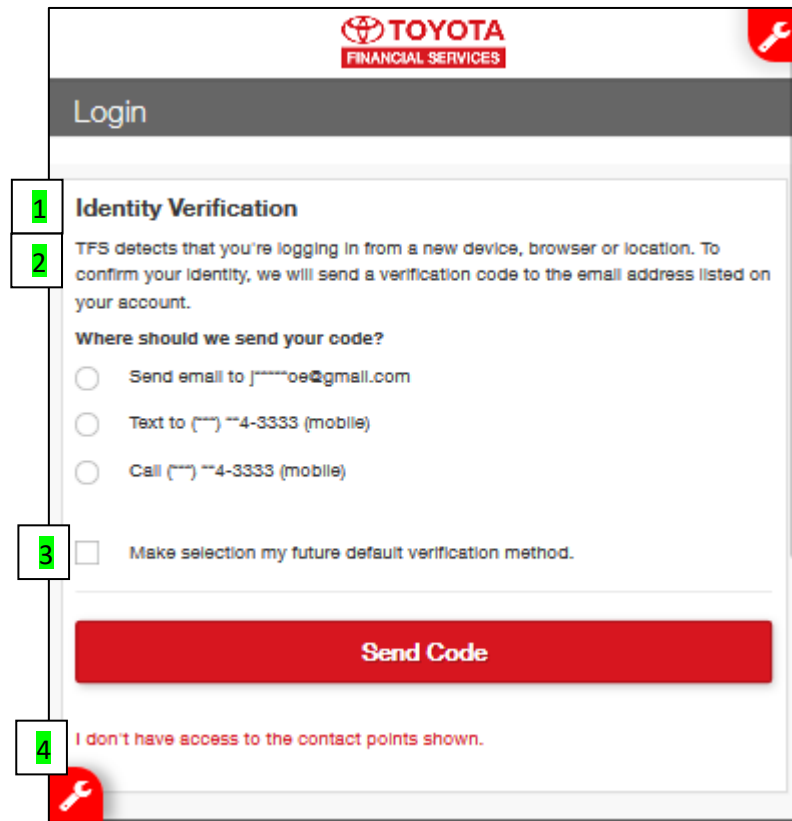 TOYOTA
FINANCIAL SERVICES
Login
1 Identity Verification
2 TFS detects that you're logging in from a new device, browser or location. To
confirm your identity, we will send a verification code to the email address listed on
your account.
Where should we send your code?
Send email to j*****oe@gmail.com
Text to (***) **4-3333 (mobile)
Call (***) **4-3333 (mobile)
3 Make selection my future default verification method.
Send Code
4 I don't have access to the contact points shown.